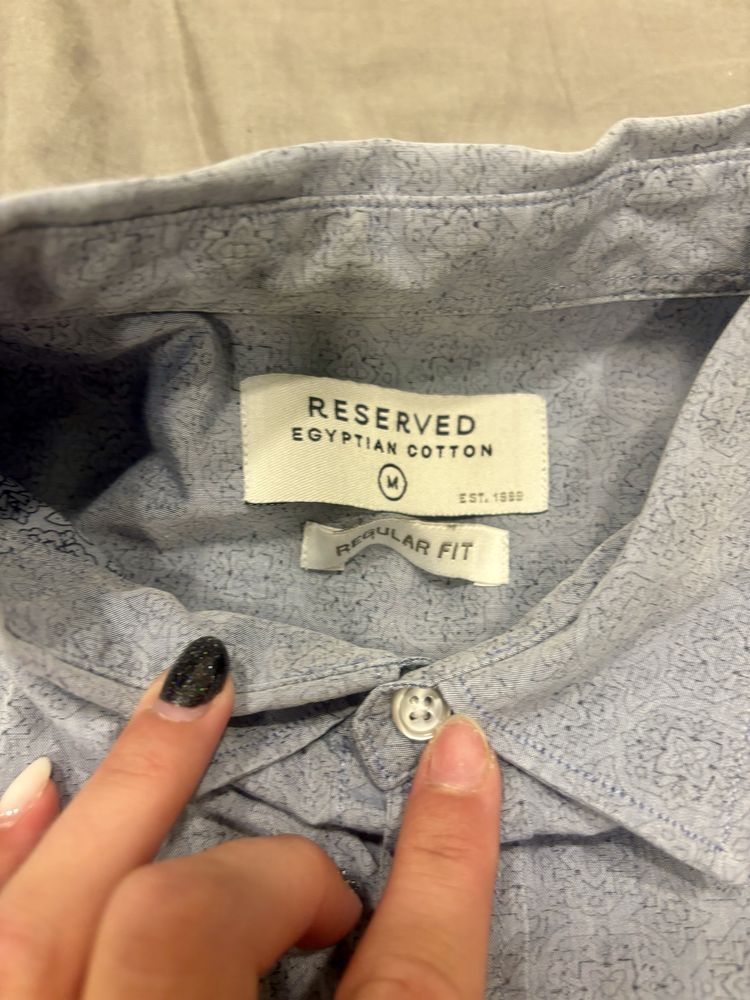 RESERVED
EGYPTIAN COTTON
M
EST. 1999
REGULAR FIT